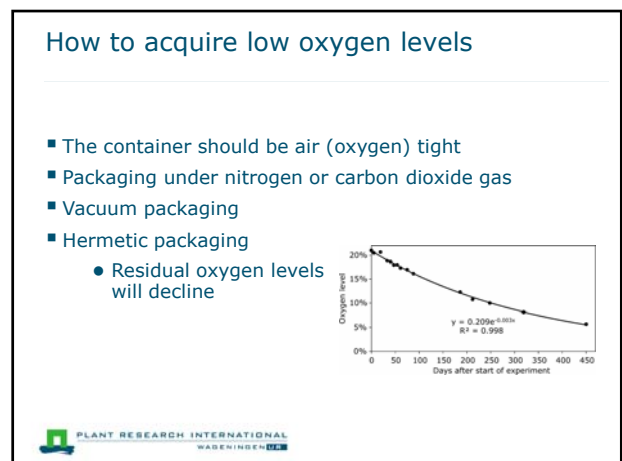 How to acquire low oxygen levels
▪ The container should be air (oxygen) tight
▪ Packaging under nitrogen or carbon dioxide gas
▪ Vacuum packaging
▪ Hermetic packaging
• Residual oxygen levels
will decline
Oxygen level
20%
15%
10%
5%
0%
y = 0.209e^-0.003x
R² = 0.998
0 50 100 150 200 250 300 350 400 450
Days after start of experiment
PLANT RESEARCH INTERNATIONAL
WAGENINGEN UR